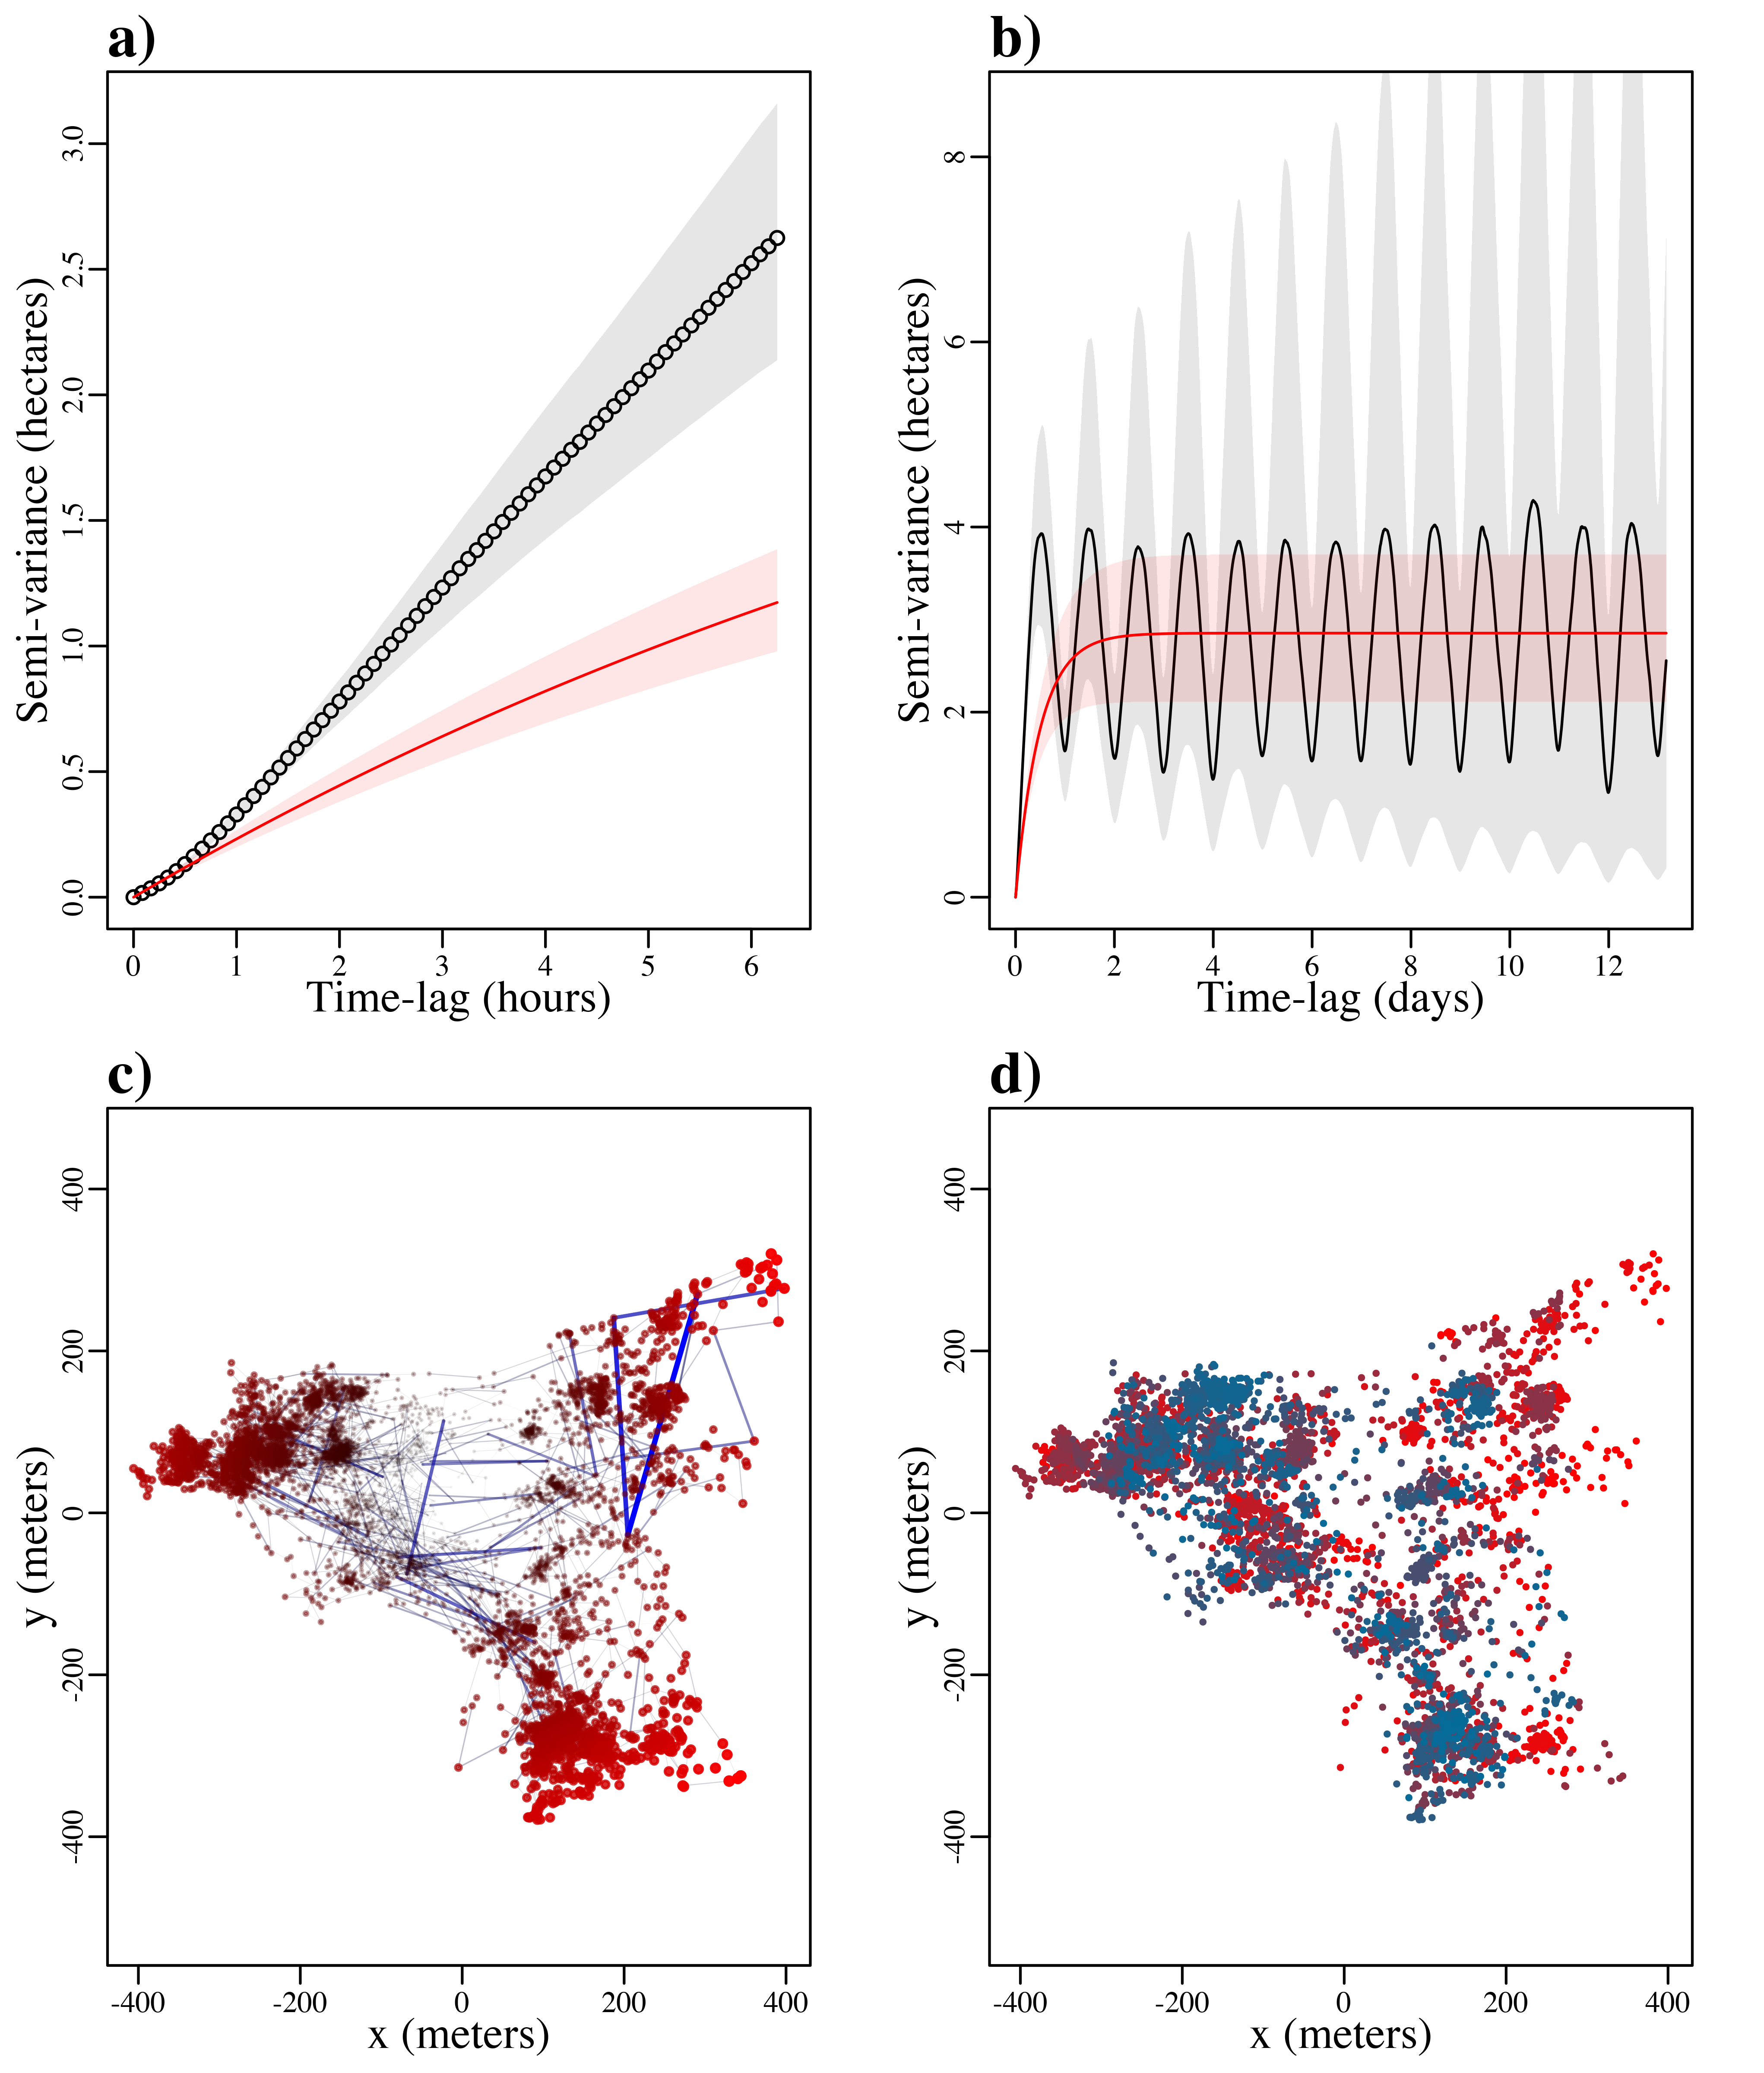 a)
Semi-variance (hectares)
3.0
2.5
2.0
1.5
1.0
0.5
0.0
0 1 2 3 4 5 6
Time-lag (hours)
b)
Semi-variance (hectares)
8
6
4
2
0
0 2 4 6 8 10 12
Time-lag (days)
c)
y (meters)
400
200
0
-200
-400
-400 -200 0 200 400
x (meters)
d)
y (meters)
400
200
0
-200
-400
-400 -200 0 200 400
x (meters)